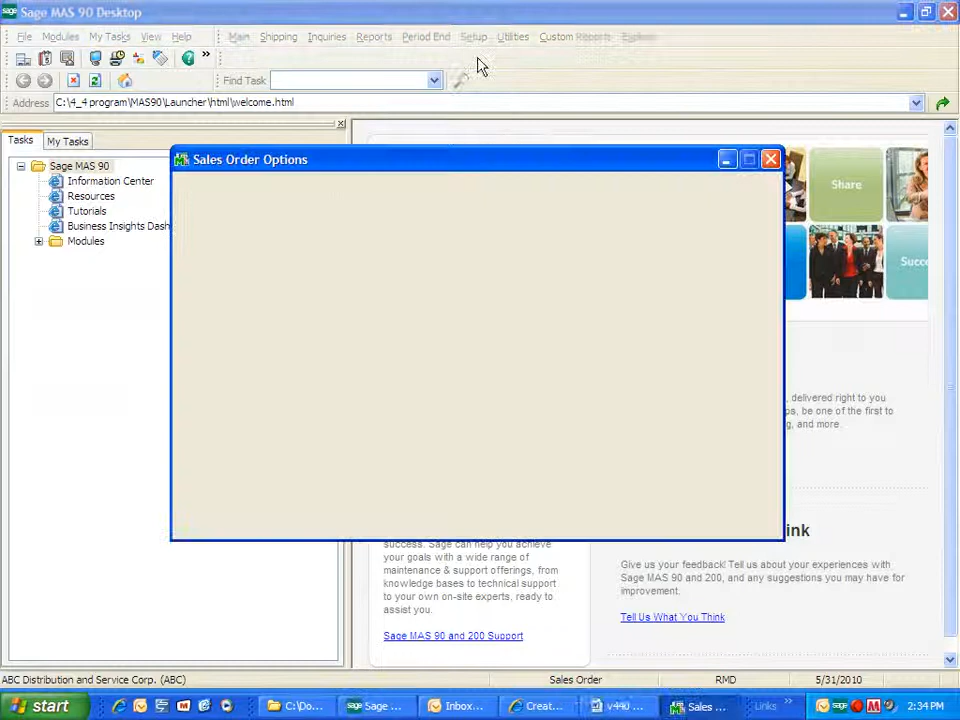 Sage MAS 90 Desktop
File Modules My Tasks View Help Main Shipping Inquiries Reports Period End Setup Utilities Custom Reports Explore
» Find Task
Address C:\4_4 program\MAS90\Launcher\html\welcome.html
Tasks My Tasks
Sage MAS 90
Information Center
Resources
Tutorials
Business Insights Dash
Modules
Sales Order Options
Share
Succe
, delivered right to you
ps, be one of the first to
g, and more.
ink
success. Sage can help you achieve
your goals with a wide range of
maintenance & support offerings, from
knowledge bases to technical support
to your own on-site experts, ready to
assist you.
Sage MAS 90 and 200 Support
Give us your feedback! Tell us about your experiences with
Sage MAS 90 and 200, and any suggestions you may have for
improvement.
Tell Us What You Think
ABC Distribution and Service Corp. (ABC) Sales Order RMD 5/31/2010
start C:\Do... Sage ... Inbox... Creat... v440 ... Sales ... Links » sage 2:34 PM